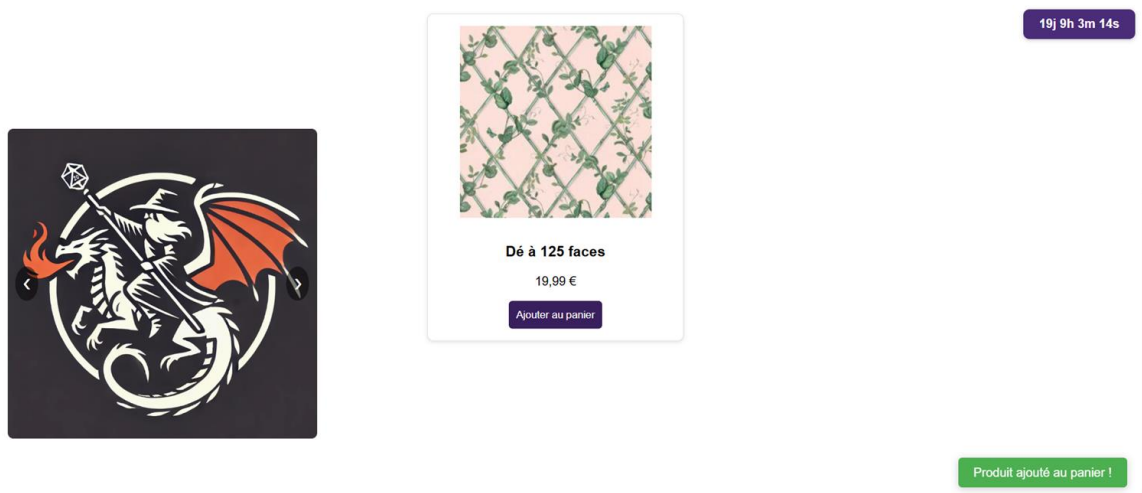 19j 9h 3m 14s
Dé à 125 faces
19,99 €
Ajouter au panier
Produit ajouté au panier !